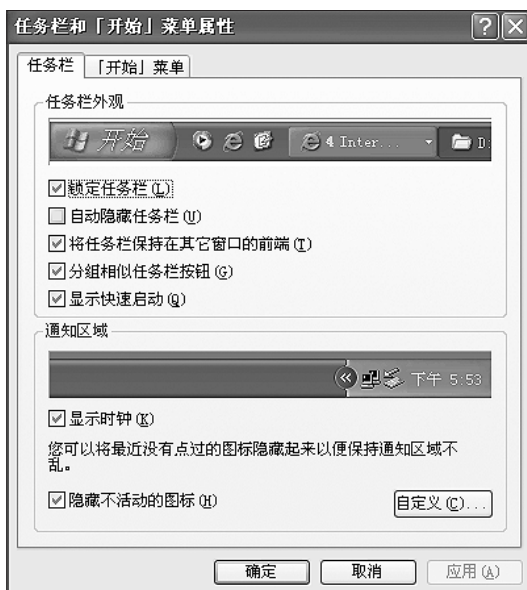 任务栏和「开始」菜单属性
任务栏
「开始」菜单
任务栏外观
开始
4 Inter...
D:
锁定任务栏(L)
自动隐藏任务栏(U)
将任务栏保持在其它窗口的前端(T)
分组相似任务栏按钮(G)
显示快速启动(Q)
通知区域
下午 5:53
显示时钟(K)
您可以将最近没有点过的图标隐藏起来以便保持通知区域不
乱。
隐藏不活动的图标(H)
自定义(C)...
确定
取消
应用(A)